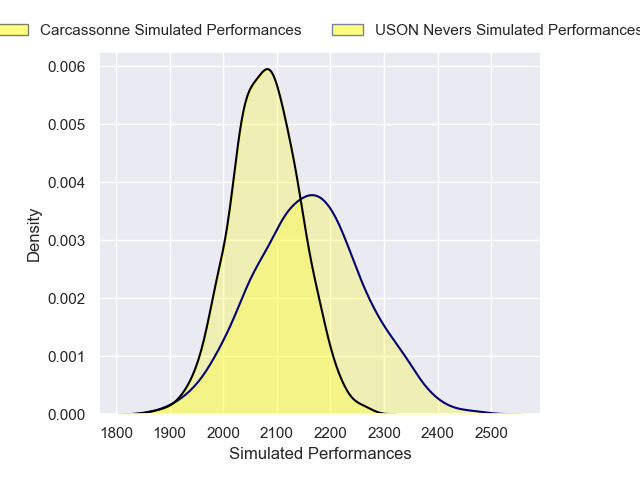 Carcassonne Simulated Performances
USON Nevers Simulated Performances
0.006
0.005
0.004
0.003
0.002
0.001
0.000
Density
1800 1900 2000 2100 2200 2300 2400 2500
Simulated Performances